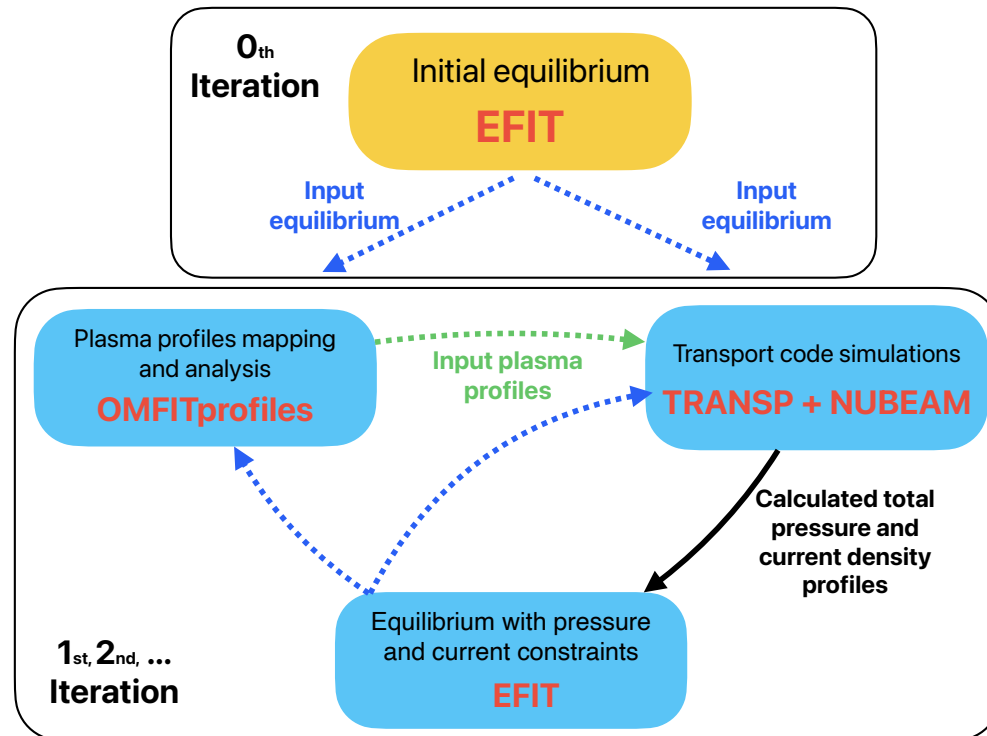 0th
Iteration
Initial equilibrium
EFIT
Input
equilibrium
Input
equilibrium
Plasma profiles mapping
and analysis
OMFITprofiles
Input plasma
profiles
Transport code simulations
TRANSP + NUBEAM
Calculated total
pressure and
current density
profiles
Equilibrium with pressure
and current constraints
EFIT
1st, 2nd, ...
Iteration